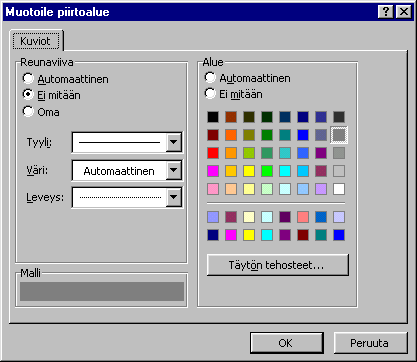 Muotoile piirtoalue
Kuviot
Reunaviiva
Automaattinen
Ei mitään
Oma
Tyyli:
Väri: Automaattinen
Leveys:
Malli
Alue
Automaattinen
Ei mitään
Täytön tehosteet...
OK Peruuta